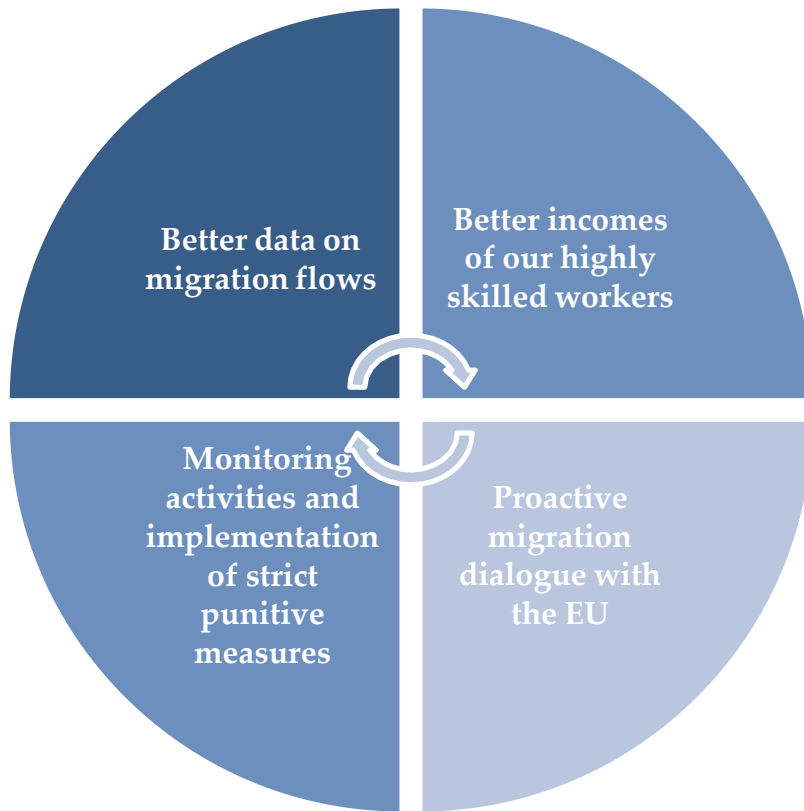 Better data on
migration flows
Better incomes
of our highly
skilled workers
Monitoring
activities and
implementation
of strict
punitive
measures
Proactive
migration
dialogue with
the EU